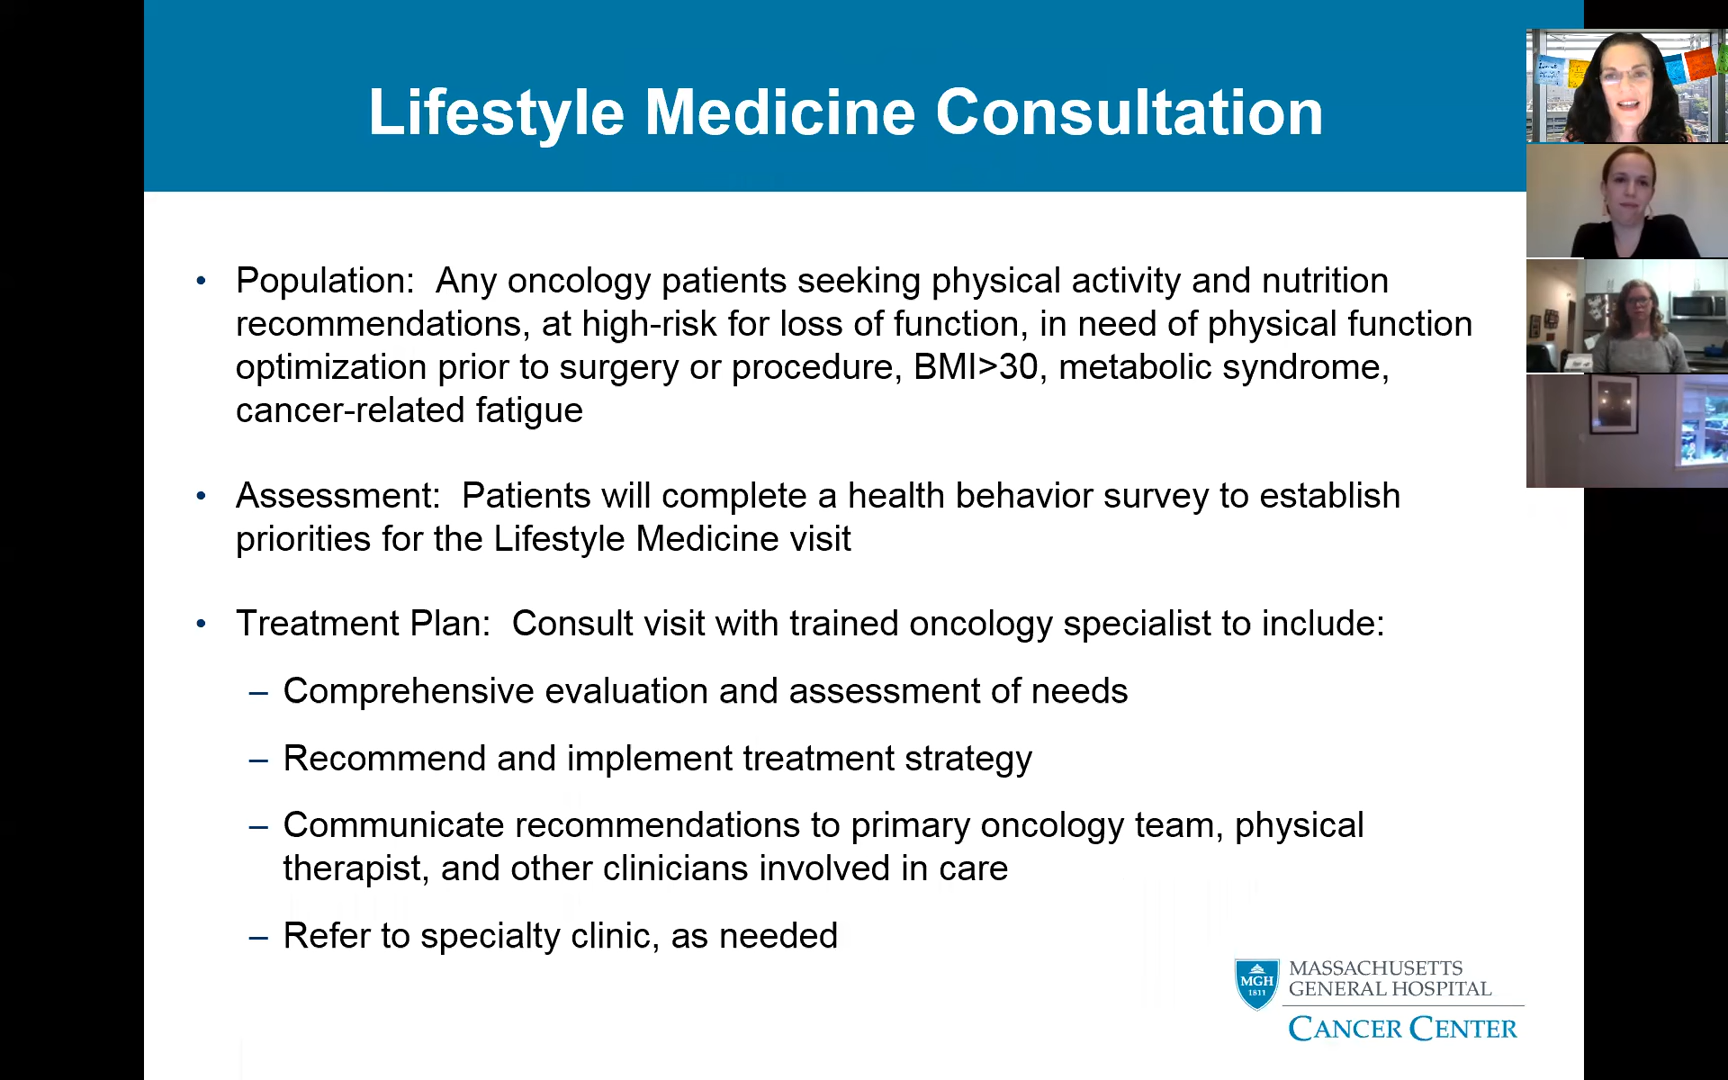 Lifestyle Medicine Consultation
• Population: Any oncology patients seeking physical activity and nutrition
recommendations, at high-risk for loss of function, in need of physical function
optimization prior to surgery or procedure, BMI>30, metabolic syndrome,
cancer-related fatigue
• Assessment: Patients will complete a health behavior survey to establish
priorities for the Lifestyle Medicine visit
• Treatment Plan: Consult visit with trained oncology specialist to include:
– Comprehensive evaluation and assessment of needs
– Recommend and implement treatment strategy
– Communicate recommendations to primary oncology team, physical
therapist, and other clinicians involved in care
– Refer to specialty clinic, as needed
MGH
1811
MASSACHUSETTS
GENERAL HOSPITAL
CANCER CENTER